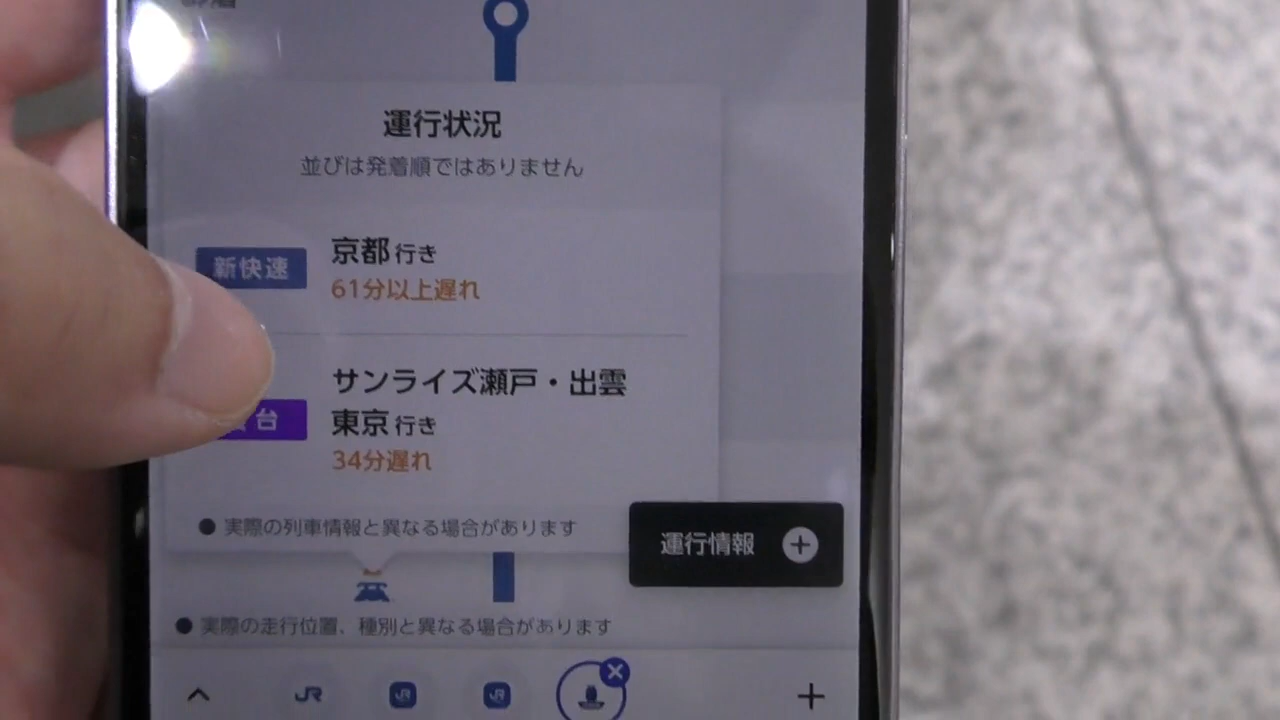 運行状況
並びは発着順ではありません
新快速
京都 行き
61分以上遅れ
サンライズ瀬戸・出雲
台
東京 行き
34分遅れ
● 実際の列車情報と異なる場合があります
運行情報
● 実際の走行位置、種別と異なる場合があります
JR
JR
JR